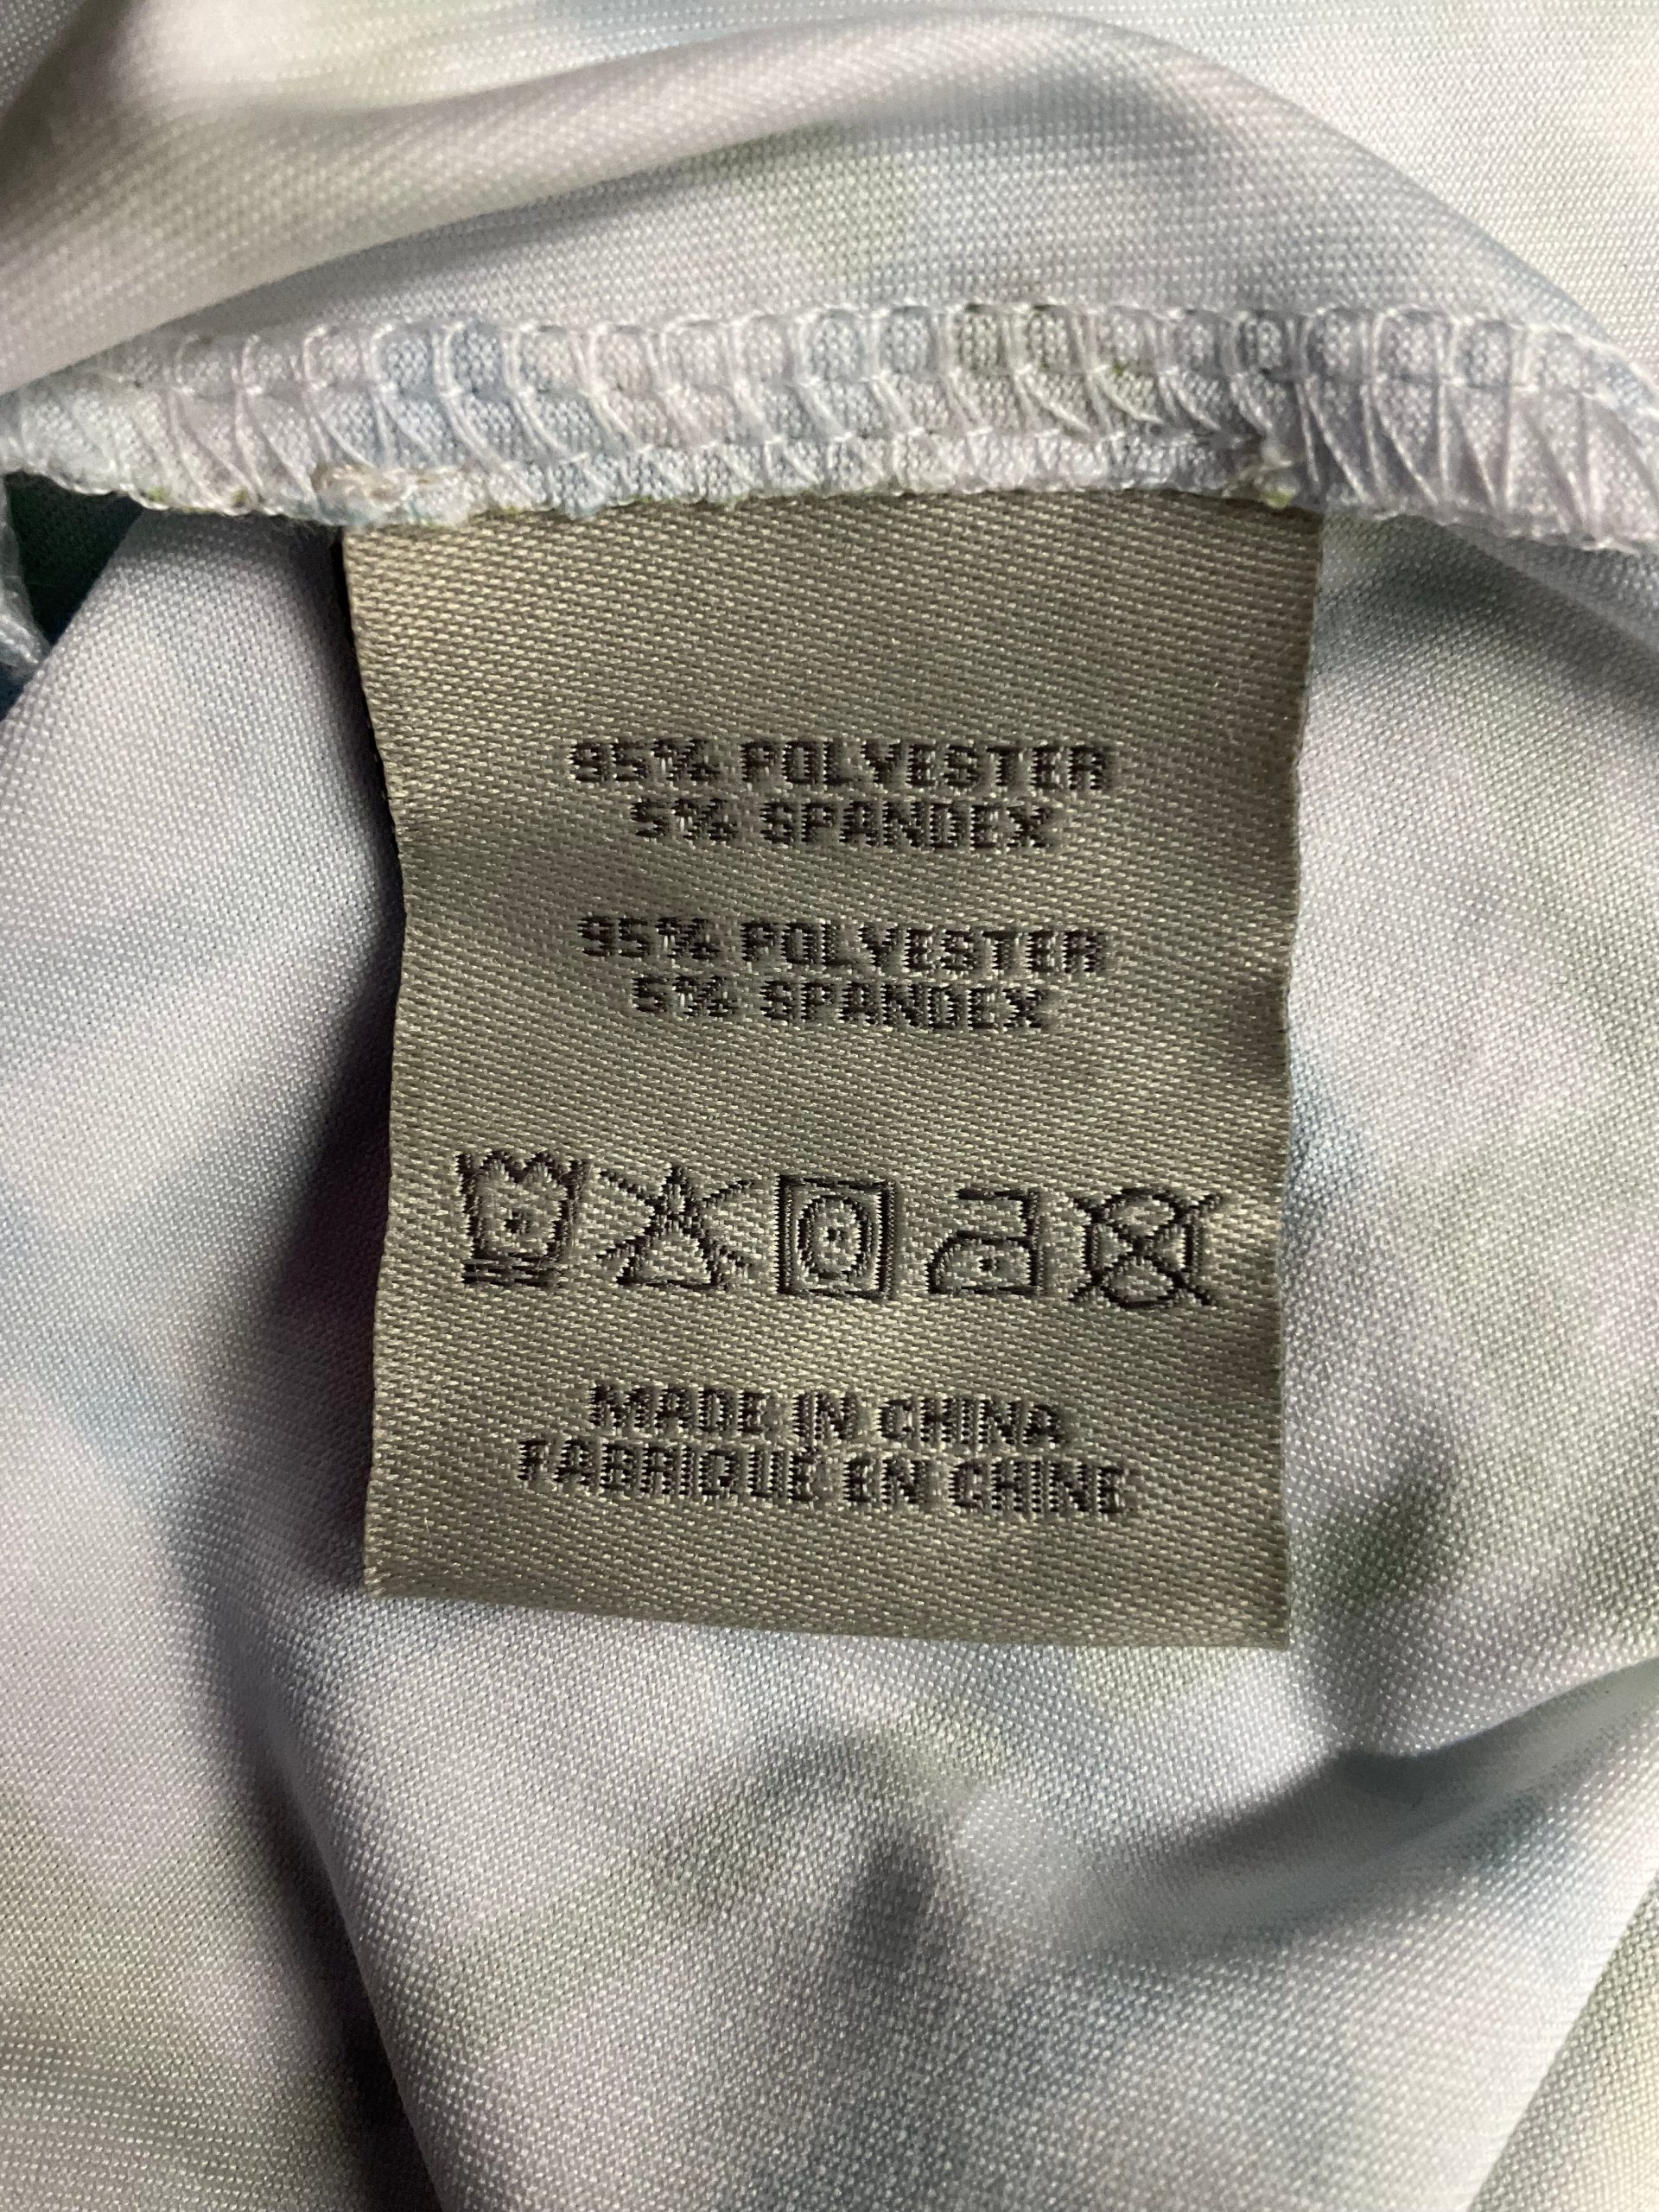 95% POLYESTER
5% SPANDEX
95% POLYESTER
5% SPANDEX
MADE IN CHINA
FABRIQUÉ EN CHINE